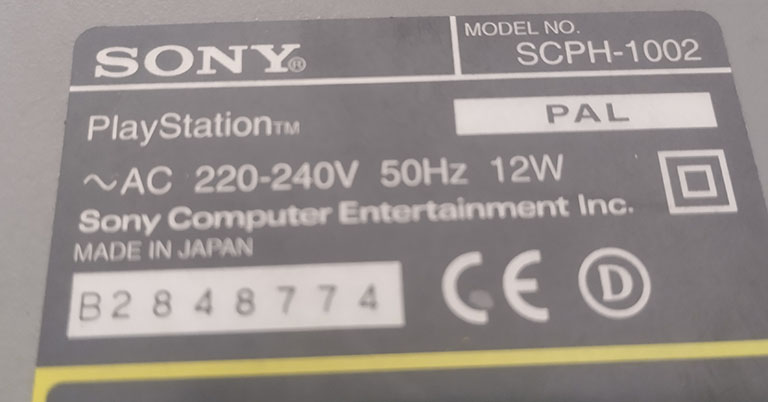 SONY®
MODEL NO.
SCPH-1002
PlayStation™
PAL
~AC 220-240V 50Hz 12W
Sony Computer Entertainment Inc.
MADE IN JAPAN
B2848774
CE D